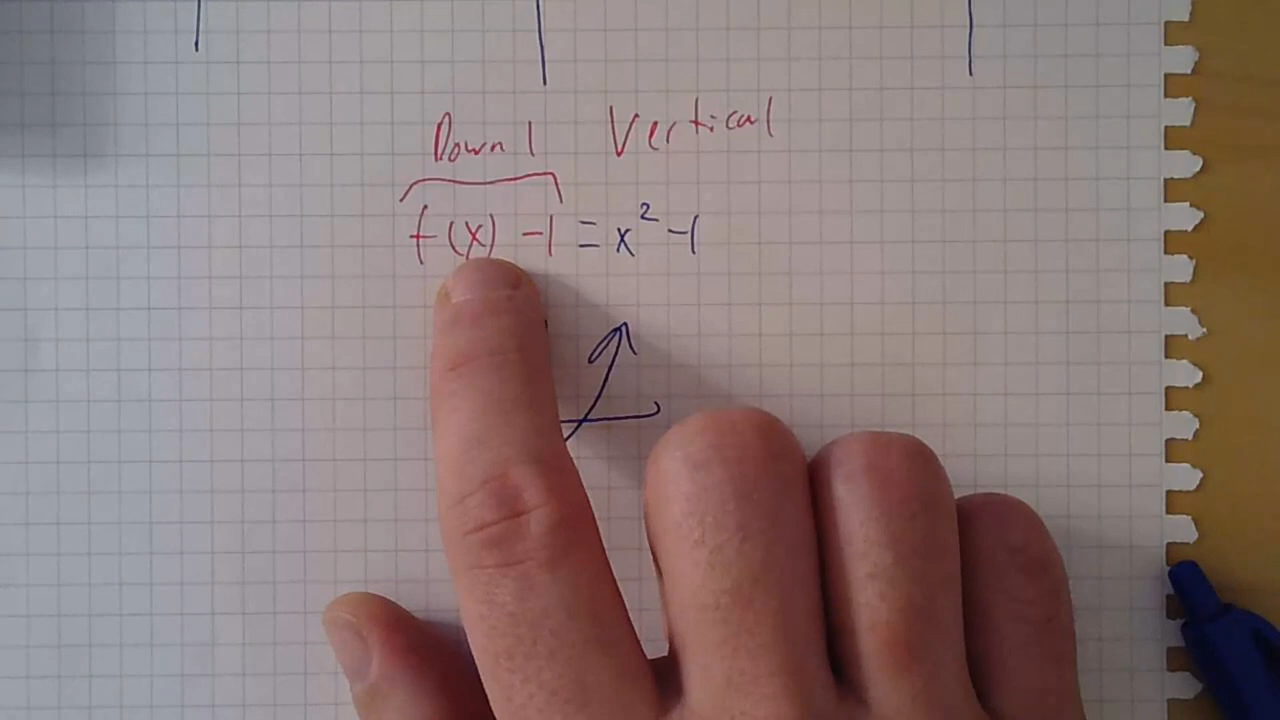 Down 1 Vertical
f(x) -1 = x² -1